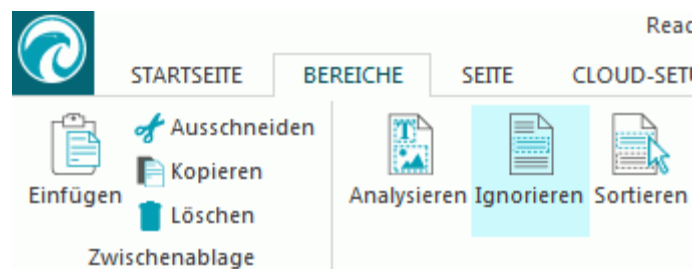 Read
STARTSEITE BEREICHE SEITE
Ausschneiden
Kopieren
Einfügen
Löschen
Analysieren Ignorieren Sortieren
Zwischenablage